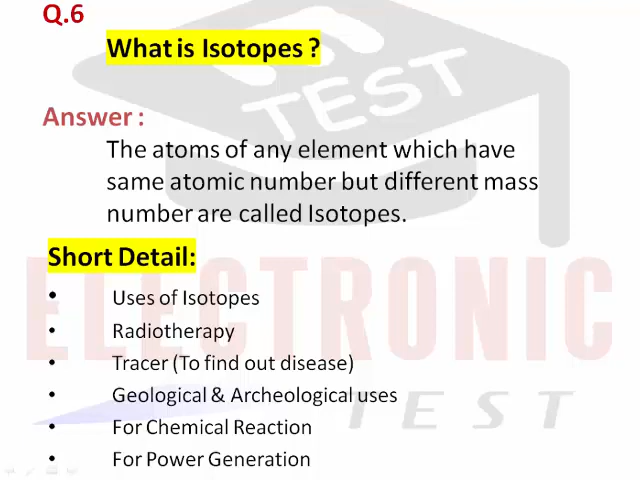 Q.6
What is Isotopes ?
Answer :
The atoms of any element which have
same atomic number but different mass
number are called Isotopes.
Short Detail:
• Uses of Isotopes
• Radiotherapy
• Tracer (To find out disease)
• Geological & Archeological uses
• For Chemical Reaction
• For Power Generation
TEST
ELECTRONIC
TEST